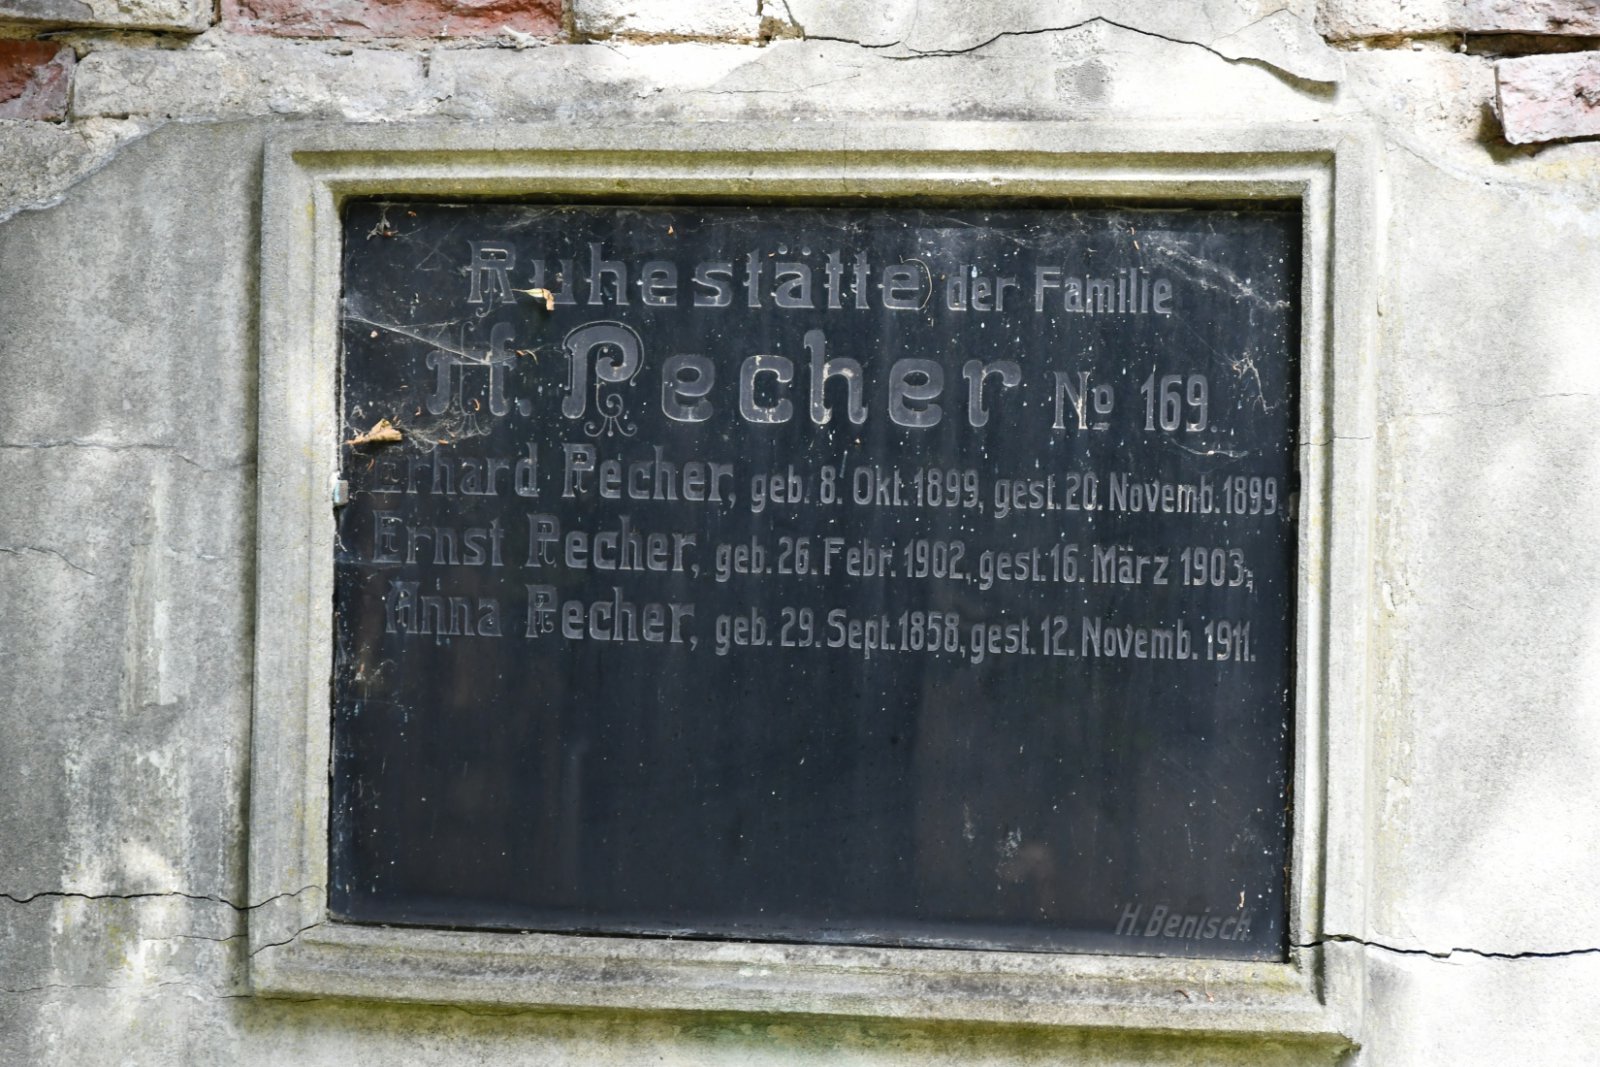 Ruhestätte der Familie
A. Pecher No 169.
Erhard Pecher, geb. 8. Okt. 1899, gest. 20. Novemb. 1899,
Ernst Pecher, geb. 26. Febr. 1902, gest. 16. März 1903,
Anna Pecher, geb. 29. Sept. 1858, gest. 12. Novemb. 1911.
H. Benisch